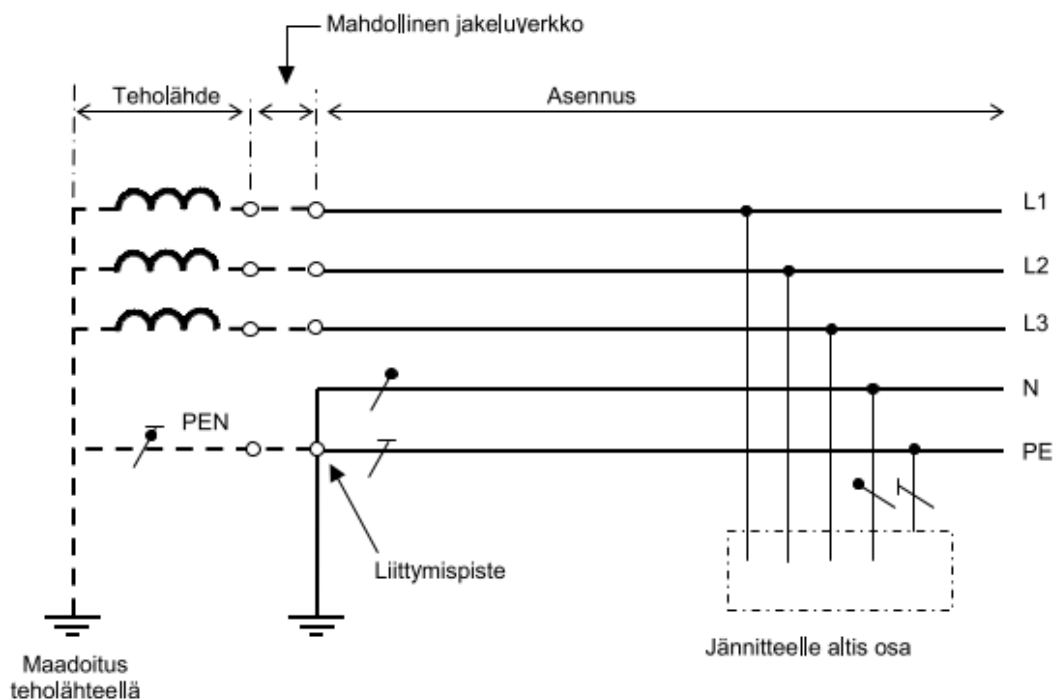 Mahdollinen jakeluverkko
Teholähde
Asennus
L1
L2
L3
N
PEN
PE
Liittymispiste
Jännitteelle altis osa
Maadoitus
teholähteellä